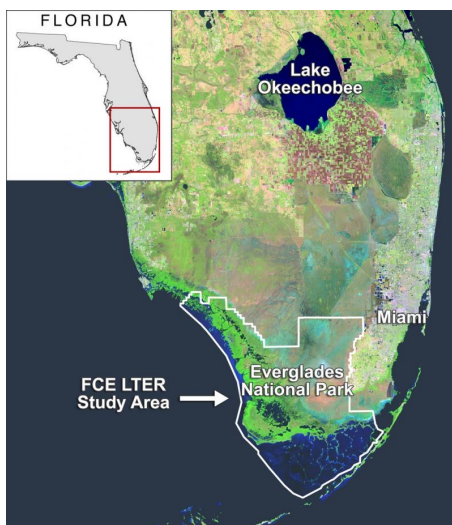 FLORIDA
Lake
Okeechobee
Miami
Everglades
National Park
FCE LTER
Study Area